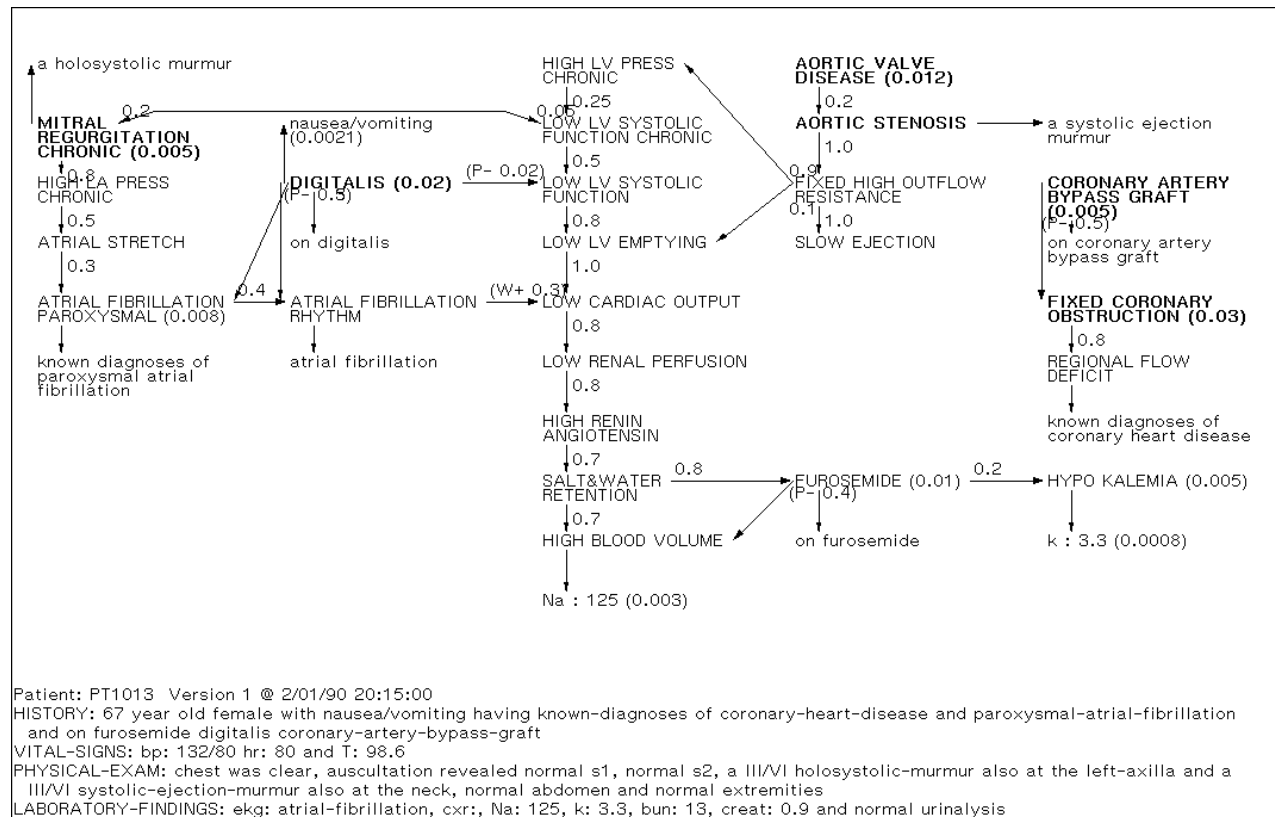 a holosystolic murmur
HIGH LV PRESS
CHRONIC
AORTIC VALVE
DISEASE (0.012)
0.25
0.2
0.2
0.05
MITRAL
REGURGITATION
CHRONIC (0.005)
nausea/vomiting
(0.0021)
LOW LV SYSTOLIC
FUNCTION CHRONIC
AORTIC STENOSIS
a systolic ejection
murmur
0.8
0.5
1.0
HIGH LA PRESS
CHRONIC
DIGITALIS (0.02)
(P- 0.02)
(P- 0.5)
LOW LV SYSTOLIC
FUNCTION
0.9
FIXED HIGH OUTFLOW
RESISTANCE
0.1
CORONARY ARTERY
BYPASS GRAFT
(0.005)
(P- 0.5)
0.5
0.8
1.0
ATRIAL STRETCH
on digitalis
LOW LV EMPTYING
SLOW EJECTION
on coronary artery
bypass graft
0.3
1.0
ATRIAL FIBRILLATION
PAROXYSMAL (0.008)
0.4
ATRIAL FIBRILLATION
RHYTHM
(W+ 0.3)
LOW CARDIAC OUTPUT
FIXED CORONARY
OBSTRUCTION (0.03)
0.8
0.8
known diagnoses of
paroxysmal atrial
fibrillation
atrial fibrillation
LOW RENAL PERFUSION
REGIONAL FLOW
DEFICIT
0.8
HIGH RENIN
ANGIOTENSIN
known diagnoses of
coronary heart disease
0.7
SALT&WATER
RETENTION
0.8
FUROSEMIDE (0.01)
(P- 0.4)
0.2
HYPO KALEMIA (0.005)
0.7
HIGH BLOOD VOLUME
on furosemide
k : 3.3 (0.0008)
Na : 125 (0.003)
Patient: PT1013 Version 1 @ 2/01/90 20:15:00
HISTORY: 67 year old female with nausea/vomiting having known-diagnoses of coronary-heart-disease and paroxysmal-atrial-fibrillation
and on furosemide digitalis coronary-artery-bypass-graft
VITAL-SIGNS: bp: 132/80 hr: 80 and T: 98.6
PHYSICAL-EXAM: chest was clear, auscultation revealed normal s1, normal s2, a III/VI holosystolic-murmur also at the left-axilla and a
III/VI systolic-ejection-murmur also at the neck, normal abdomen and normal extremities
LABORATORY-FINDINGS: ekg: atrial-fibrillation, cxr:, Na: 125, k: 3.3, bun: 13, creat: 0.9 and normal urinalysis